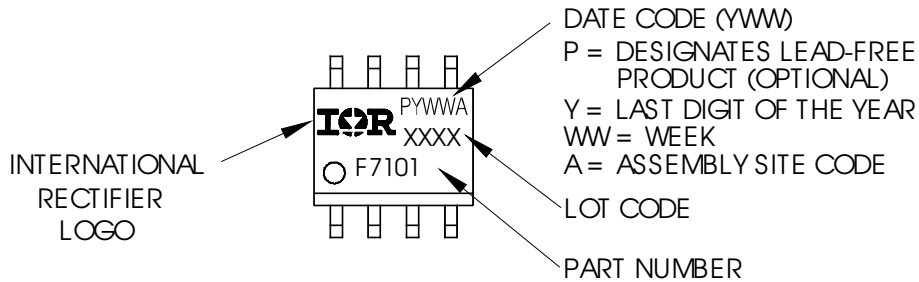 DATE CODE (YWW)
P = DESIGNATES LEAD-FREE
PRODUCT (OPTIONAL)
Y = LAST DIGIT OF THE YEAR
WW = WEEK
A = ASSEMBLY SITE CODE
LOT CODE
PART NUMBER
INTERNATIONAL
RECTIFIER
LOGO
PYWWA
IOR
XXXX
F7101